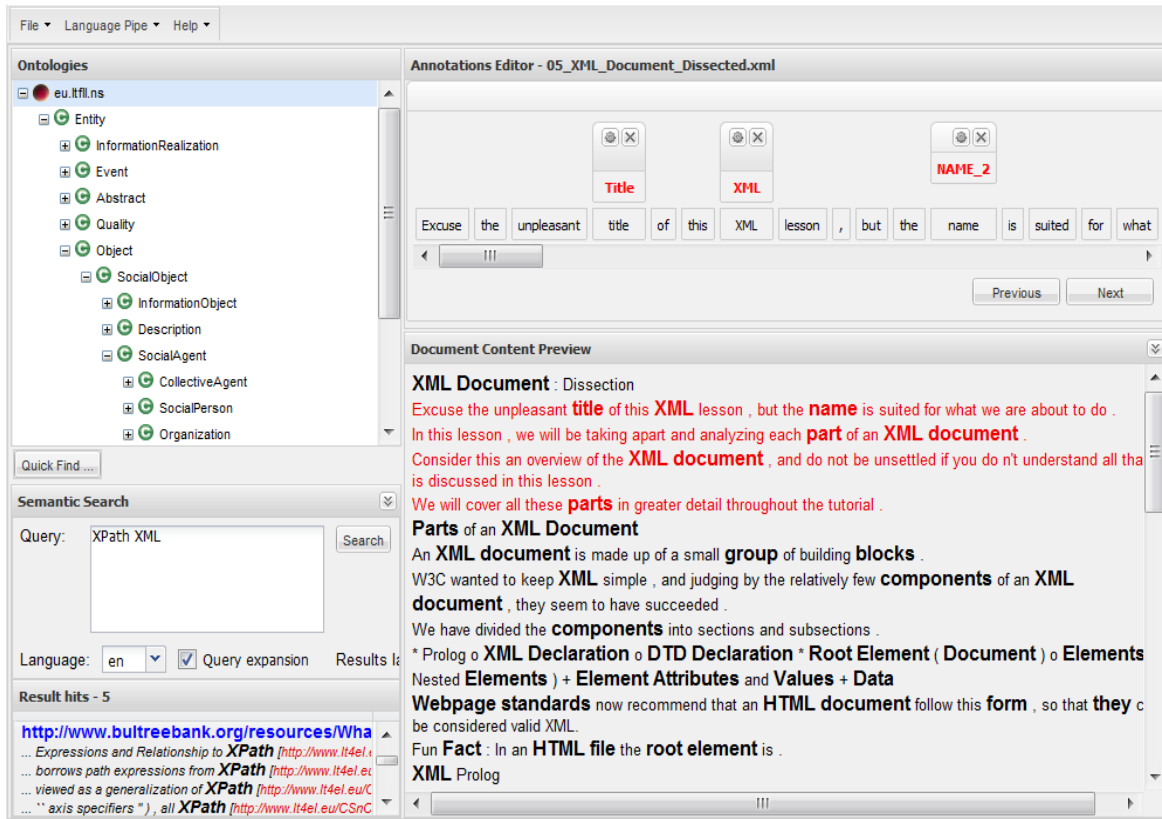 File Language Pipe Help
Ontologies
eu.ltfll.ns
Entity
InformationRealization
Event
Abstract
Quality
Object
SocialObject
InformationObject
Description
SocialAgent
CollectiveAgent
SocialPerson
Organization
Quick Find ...
Semantic Search
Query: XPath XML Search
Language: en Query expansion Results la
Result hits - 5
http://www.bultreebank.org/resources/Wha
... Expressions and Relationship to XPath [http://www.lt4el.e
... borrows path expressions from XPath [http://www.lt4el.eu
... viewed as a generalization of XPath [http://www.lt4el.eu/C
... `` axis specifiers '' ) , all XPath [http://www.lt4el.eu/CSnC
Annotations Editor - 05_XML_Document_Dissected.xml
Title XML NAME_2
Excuse the unpleasant title of this XML lesson , but the name is suited for what
Previous Next
Document Content Preview
XML Document : Dissection
Excuse the unpleasant title of this XML lesson , but the name is suited for what we are about to do .
In this lesson , we will be taking apart and analyzing each part of an XML document .
Consider this an overview of the XML document , and do not be unsettled if you do n't understand all tha
is discussed in this lesson .
We will cover all these parts in greater detail throughout the tutorial .
Parts of an XML Document
An XML document is made up of a small group of building blocks .
W3C wanted to keep XML simple , and judging by the relatively few components of an XML
document , they seem to have succeeded .
We have divided the components into sections and subsections .
* Prolog o XML Declaration o DTD Declaration * Root Element ( Document ) o Elements
Nested Elements ) + Element Attributes and Values + Data
Webpage standards now recommend that an HTML document follow this form , so that they c
be considered valid XML.
Fun Fact : In an HTML file the root element is .
XML Prolog